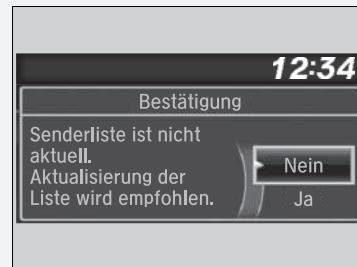 12:34
Bestätigung
Senderliste ist nicht
aktuell.
Aktualisierung der
Liste wird empfohlen.
Nein
Ja